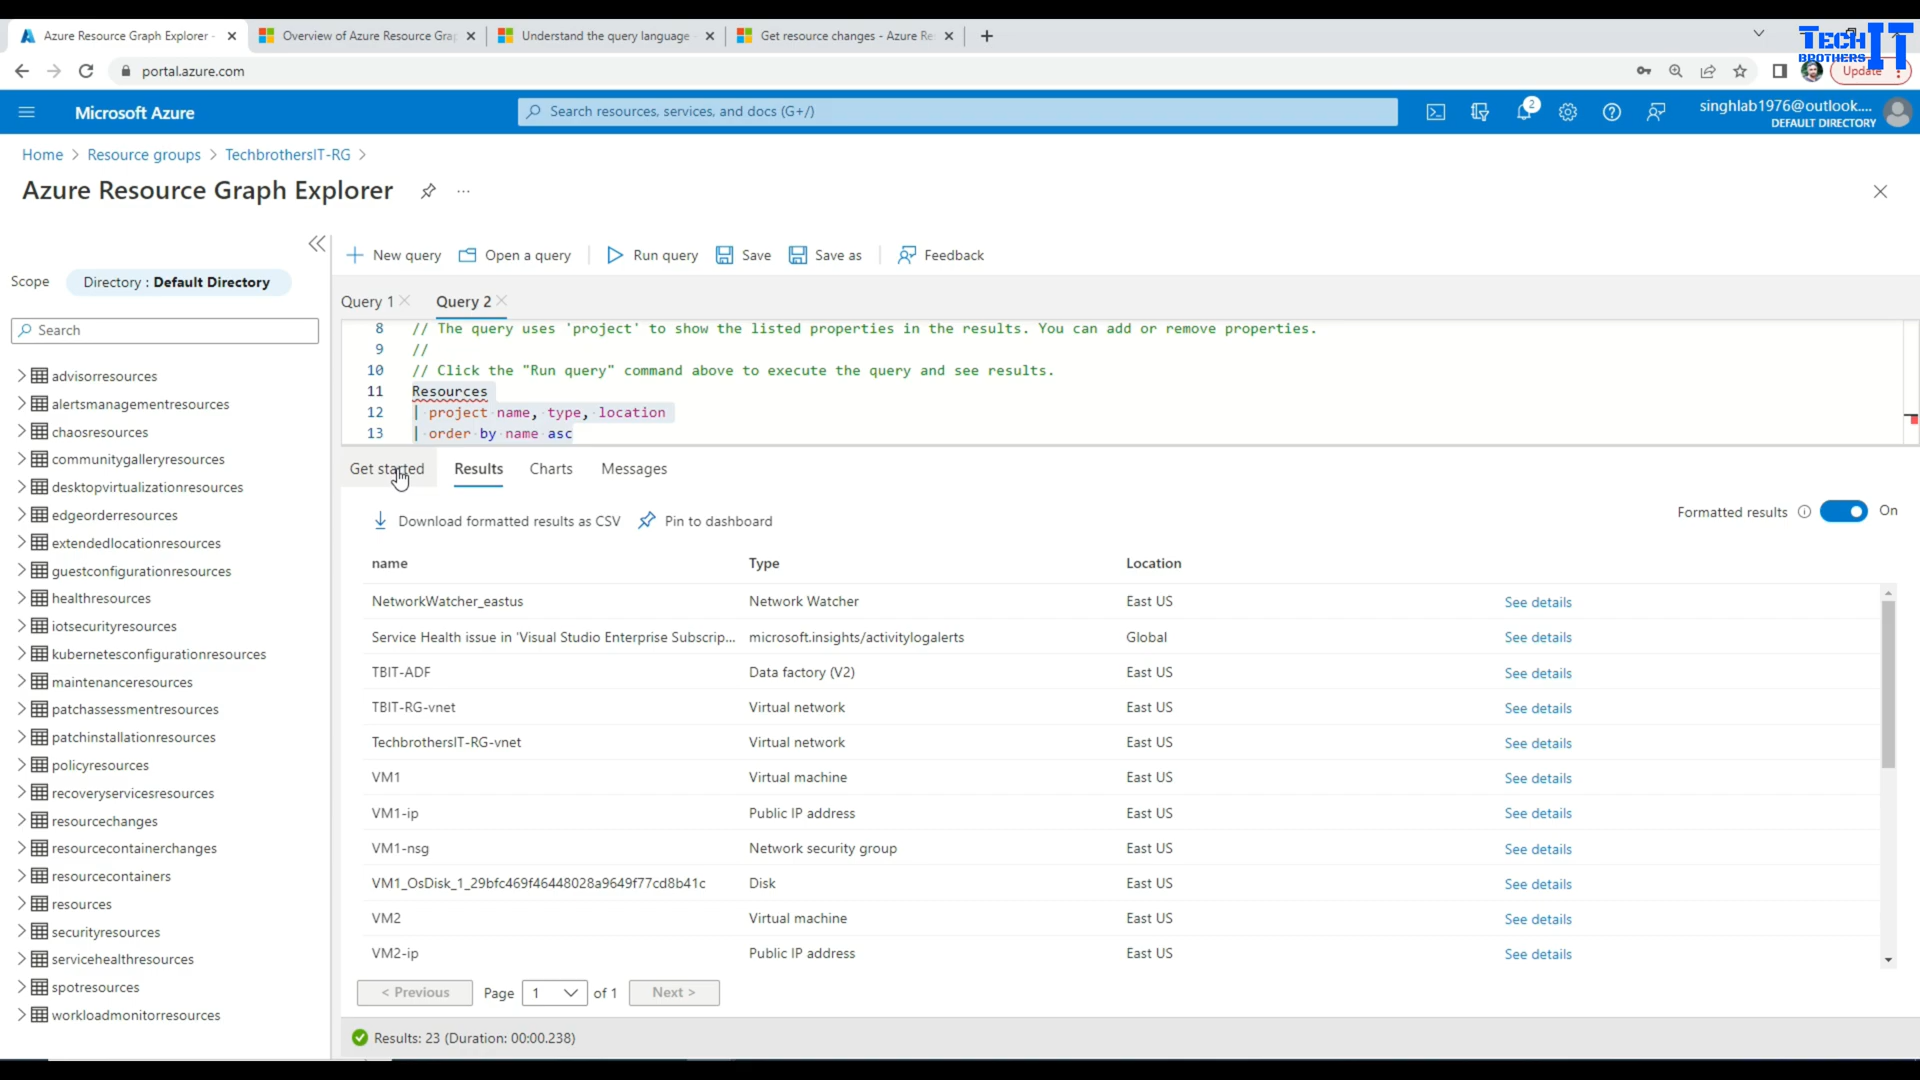 Azure Resource Graph Explorer -
Overview of Azure Resource Gra
Understand the query language
Get resource changes - Azure Re
TECH
BROTHERS
IT
portal.azure.com
Update
Microsoft Azure
Search resources, services, and docs (G+/)
2
singhlab1976@outlook....
DEFAULT DIRECTORY
Home > Resource groups > TechbrothersIT-RG >
Azure Resource Graph Explorer
...
Scope
Directory : Default Directory
Search
advisorresources
alertsmanagementresources
chaosresources
communitygalleryresources
desktopvirtualizationresources
edgeorderresources
extendedlocationresources
guestconfigurationresources
healthresources
iotsecurityresources
kubernetesconfigurationresources
maintenanceresources
patchassessmentresources
patchinstallationresources
policyresources
recoveryservicesresources
resourcechanges
resourcecontainerchanges
resourcecontainers
resources
securityresources
servicehealthresources
spotresources
workloadmonitorresources
New query
Open a query
Run query
Save
Save as
Feedback
Query 1
Query 2
8 // The query uses 'project' to show the listed properties in the results. You can add or remove properties.
9 //
10 // Click the "Run query" command above to execute the query and see results.
11 Resources
12 | project name, type, location
13 | order by name asc
Get started Results Charts Messages
Download formatted results as CSV
Pin to dashboard
Formatted results On
name Type Location
NetworkWatcher_eastus Network Watcher East US See details
Service Health issue in 'Visual Studio Enterprise Subscrip... microsoft.insights/activitylogalerts Global See details
TBIT-ADF Data factory (V2) East US See details
TBIT-RG-vnet Virtual network East US See details
TechbrothersIT-RG-vnet Virtual network East US See details
VM1 Virtual machine East US See details
VM1-ip Public IP address East US See details
VM1-nsg Network security group East US See details
VM1_OsDisk_1_29bfc469f46448028a9649f77cd8b41c Disk East US See details
VM2 Virtual machine East US See details
VM2-ip Public IP address East US See details
< Previous Page 1 of 1 Next >
Results: 23 (Duration: 00:00.238)